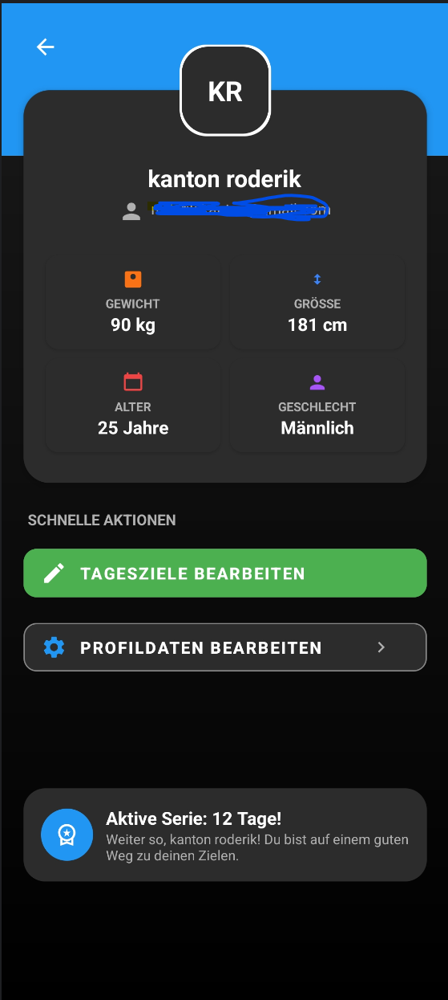 KR
kanton roderik
GEWICHT
90 kg
GRÖSSE
181 cm
ALTER
25 Jahre
GESCHLECHT
Männlich
SCHNELLE AKTIONEN
TAGESZIELE BEARBEITEN
PROFILDATEN BEARBEITEN
Aktive Serie: 12 Tage!
Weiter so, kanton roderik! Du bist auf einem guten
Weg zu deinen Zielen.